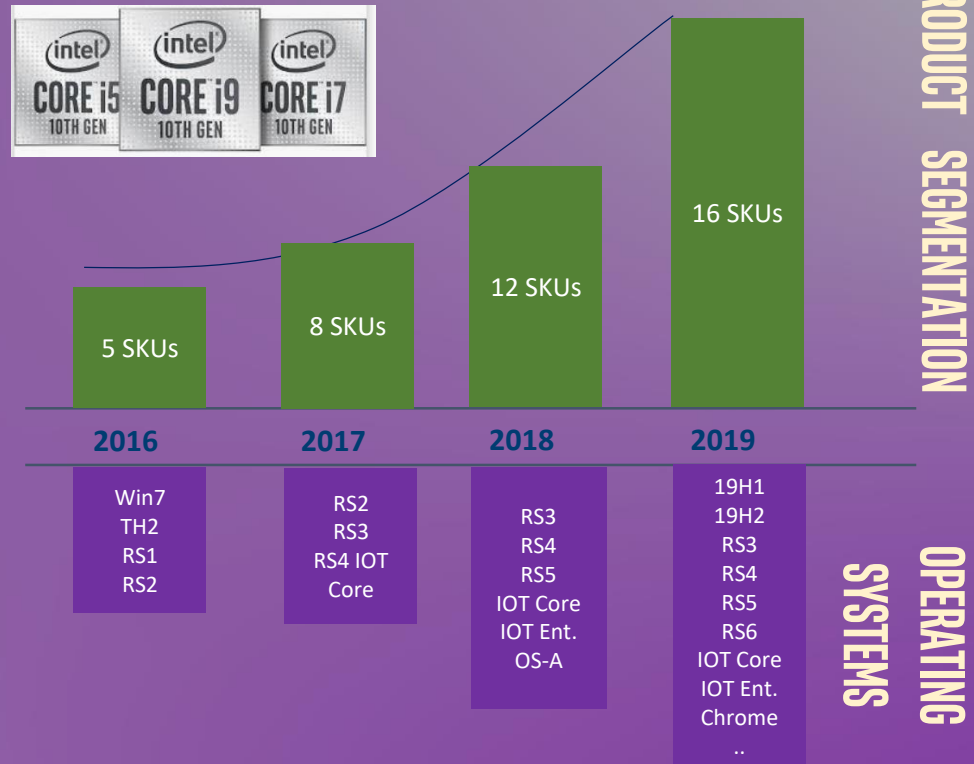 intel
CORE i5
10TH GEN
intel
CORE i9
10TH GEN
intel
CORE i7
10TH GEN
5 SKUs
8 SKUs
12 SKUs
16 SKUs
SEGMENTATION
2016
2017
2018
2019
Win7
TH2
RS1
RS2
RS2
RS3
RS4 IOT
Core
RS3
RS4
RS5
IOT Core
IOT Ent.
OS-A
19H1
19H2
RS3
RS4
RS5
RS6
IOT Core
IOT Ent.
Chrome
..
OPERATING
SYSTEMS